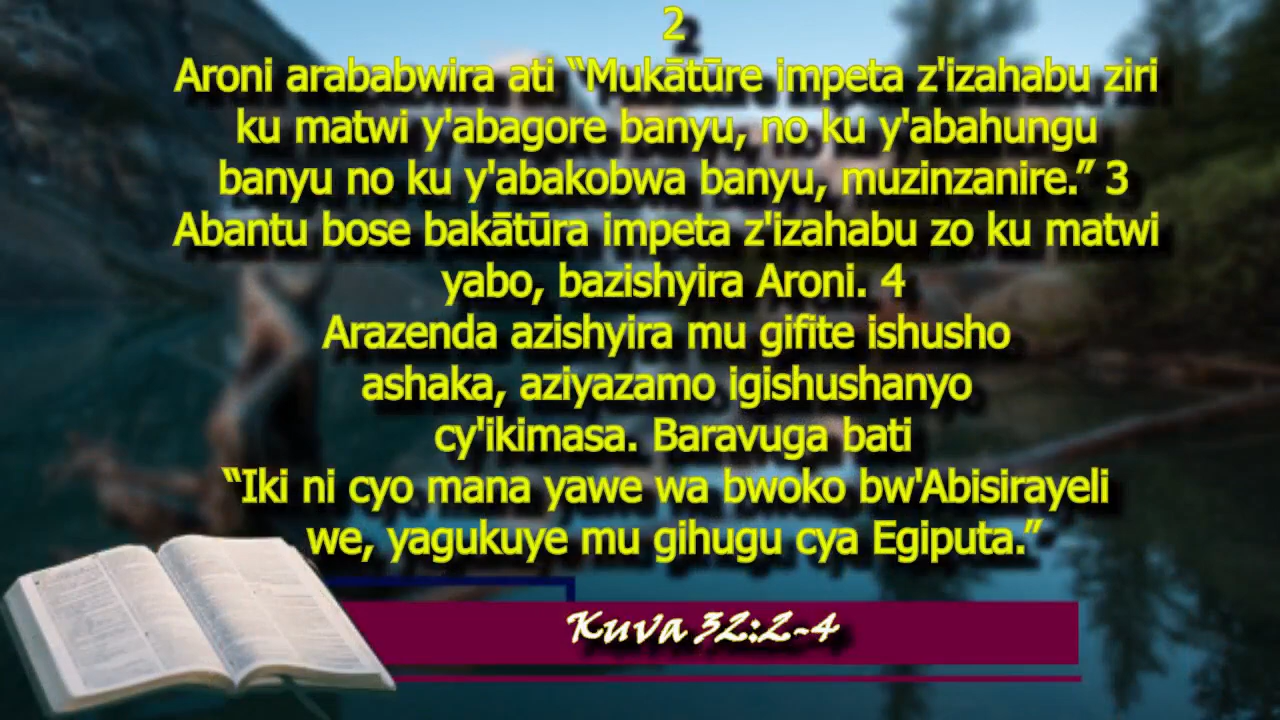 2
Aroni arababwira ati “Mukātūre impeta z'izahabu ziri
ku matwi y'abagore banyu, no ku y'abahungu
banyu no ku y'abakobwa banyu, muzinzanire.” 3
Abantu bose bakātūra impeta z'izahabu zo ku matwi
yabo, bazishyira Aroni. 4
Arazenda azishyira mu gifite ishusho
ashaka, aziyazamo igishushanyo
cy'ikimasa. Baravuga bati
“Iki ni cyo mana yawe wa bwoko bw'Abisirayeli
we, yagukuye mu gihugu cya Egiputa.”
Kuva 32:2-4